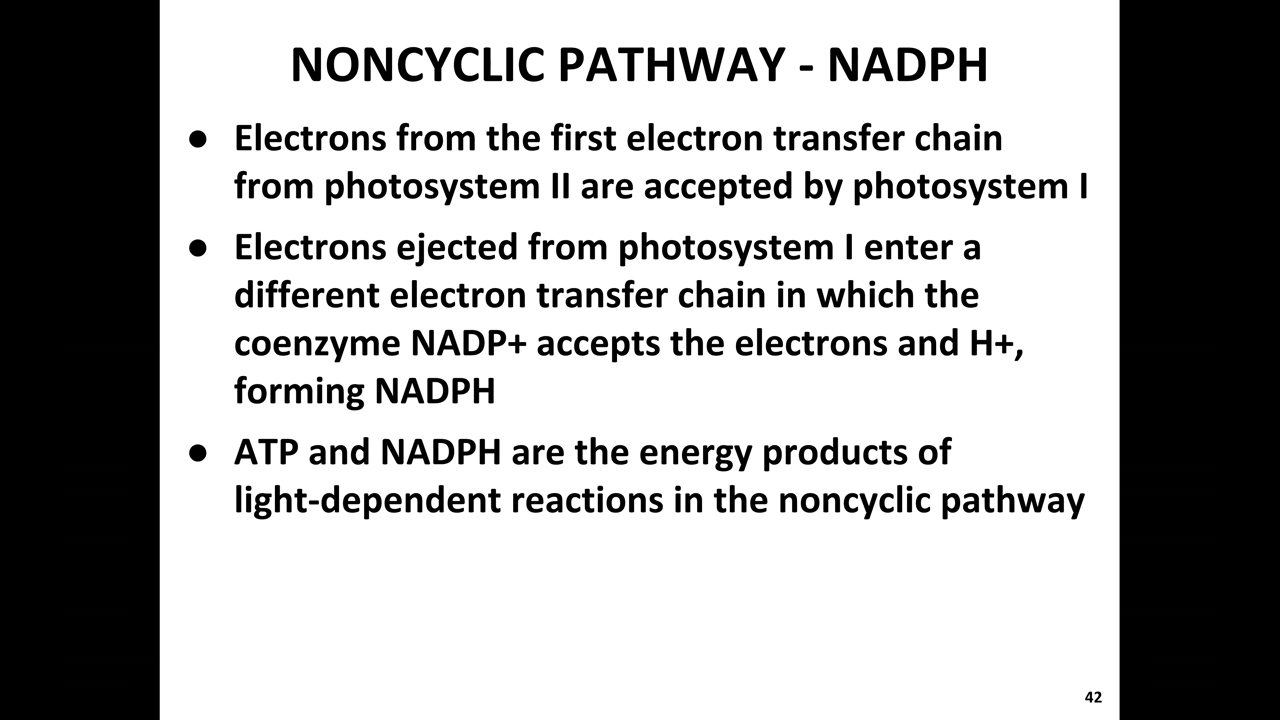 NONCYCLIC PATHWAY - NADPH
● Electrons from the first electron transfer chain
from photosystem II are accepted by photosystem I
● Electrons ejected from photosystem I enter a
different electron transfer chain in which the
coenzyme NADP+ accepts the electrons and H+,
forming NADPH
● ATP and NADPH are the energy products of
light-dependent reactions in the noncyclic pathway
42